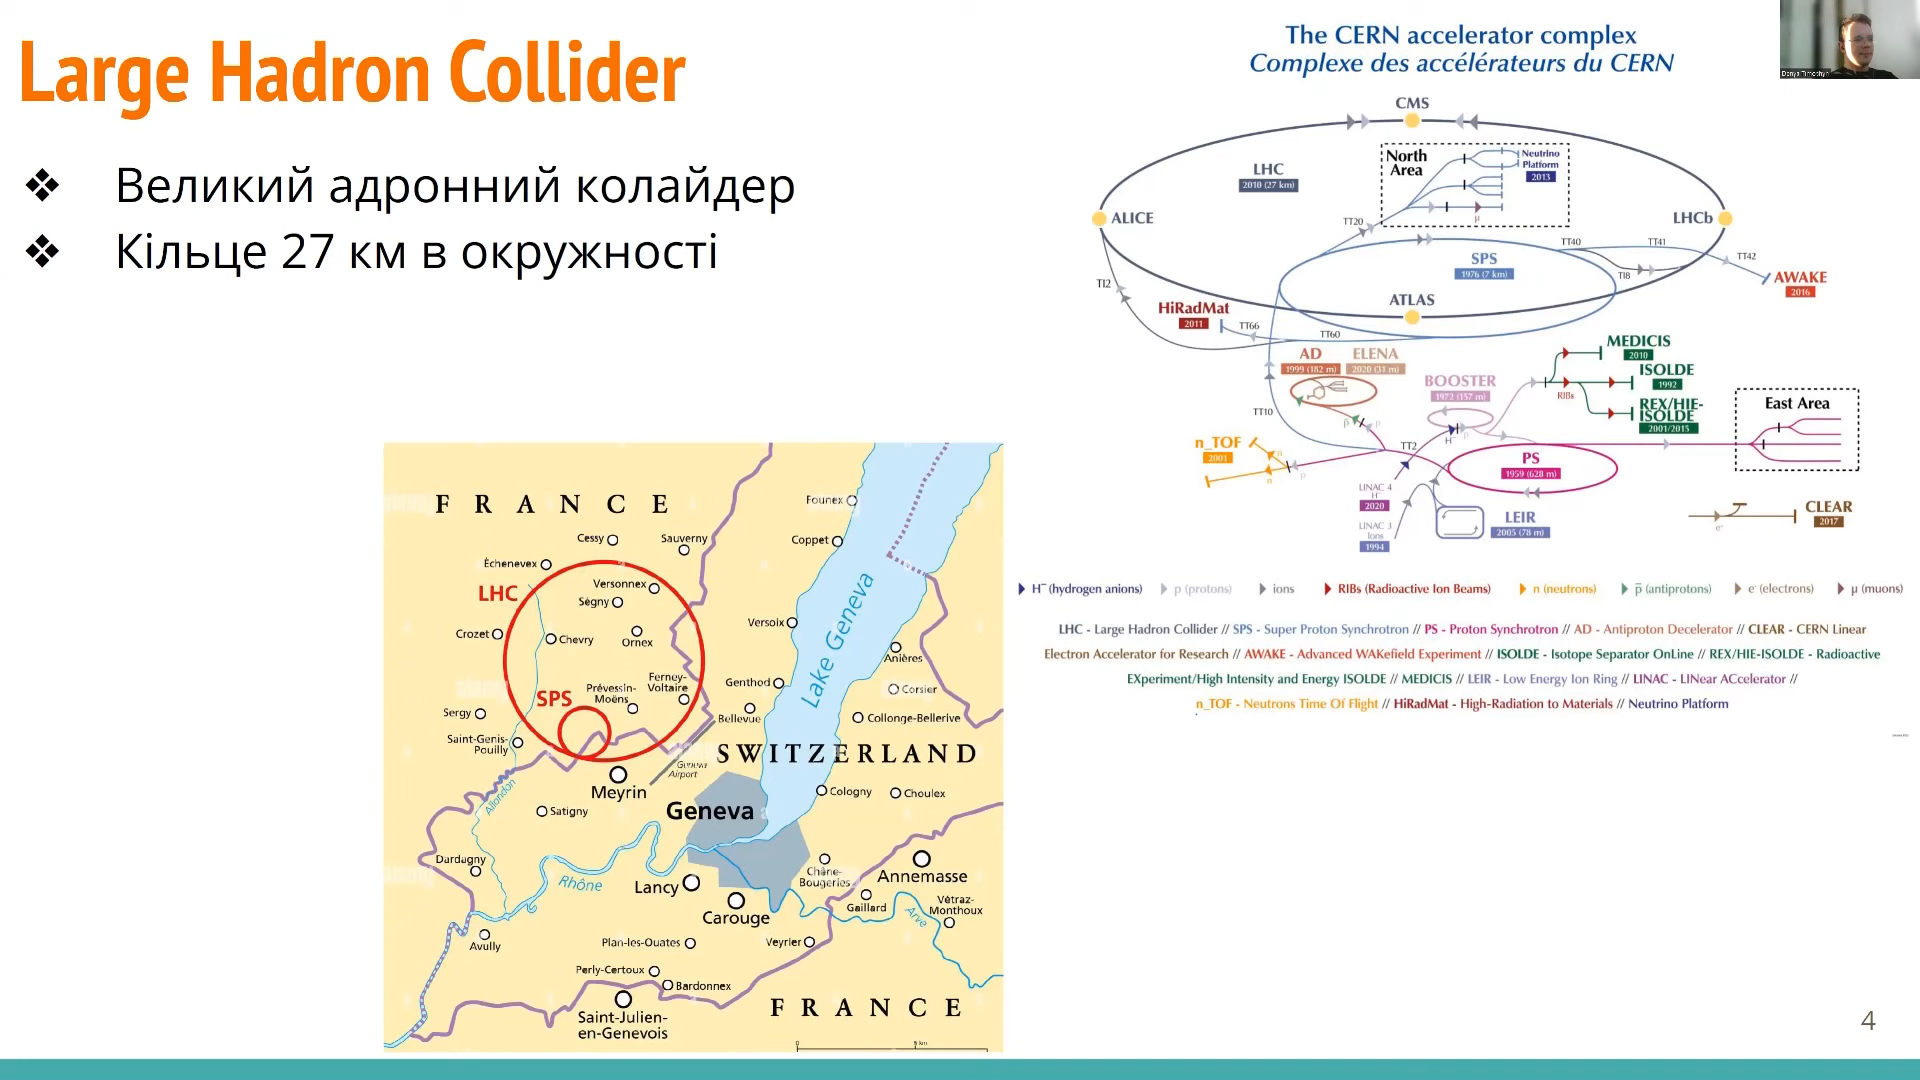 Large Hadron Collider
❖ Великий адронний колайдер
❖ Кільце 27 км в окружності
The CERN accelerator complex
Complexe des accélérateurs du CERN
CMS
North
Area
Neutrino
Platform
2013
LHC
2010 (27 km)
μ
ALICE
LHCb
TT20
TT40
TT41
TT42
SPS
1976 (7 km)
TI8
TI2
AWAKE
2016
ATLAS
HiRadMat
2011
TT66
TT60
MEDICIS
2010
AD
1999 (182 m)
ELENA
2020 (31 m)
ISOLDE
1992
BOOSTER
1972 (157 m)
RIBs
REX/HIE-
ISOLDE
2001/2015
East Area
TT10
p̅
p
n_TOF
2001
TT2
H⁻
p
n
n
p
PS
1959 (628 m)
LINAC 4
H⁻
2020
LINAC 3
Ions
1994
LEIR
2005 (78 m)
CLEAR
2017
e⁻
H⁻ (hydrogen anions) p (protons) ions RIBs (Radioactive Ion Beams) n (neutrons) p̅ (antiprotons) e⁻ (electrons) μ (muons)
LHC - Large Hadron Collider // SPS - Super Proton Synchrotron // PS - Proton Synchrotron // AD - Antiproton Decelerator // CLEAR - CERN Linear
Electron Accelerator for Research // AWAKE - Advanced WAKefield Experiment // ISOLDE - Isotope Separator OnLine // REX/HIE-ISOLDE - Radioactive
EXperiment/High Intensity and Energy ISOLDE // MEDICIS // LEIR - Low Energy Ion Ring // LINAC - LINear ACcelerator //
n_TOF - Neutrons Time Of Flight // HiRadMat - High-Radiation to Materials // Neutrino Platform
FRANCE
Founex
Cessy
Sauverny
Coppet
Échenevex
LHC
Versonnex
Ségny
Versoix
Crozet
Chevry
Ornex
Lake Geneva
Anières
Ferney-
Voltaire
Genthod
Corsier
SPS
Prévessin-
Moëns
Sergy
Bellevue
Collonge-Bellerive
Saint-Genis-
Pouilly
SWITZERLAND
Geneva
Airport
Meyrin
Allondon
Cologny
Choulex
Satigny
Geneva
Dardagny
Rhône
Lancy
Chêne-
Bougeries
Annemasse
Carouge
Gaillard
Arve
Vétraz-
Monthoux
Avully
Plan-les-Ouates
Veyrier
Perly-Certoux
Bardonnex
Saint-Julien-
en-Genevois
FRANCE
0 5 km
4